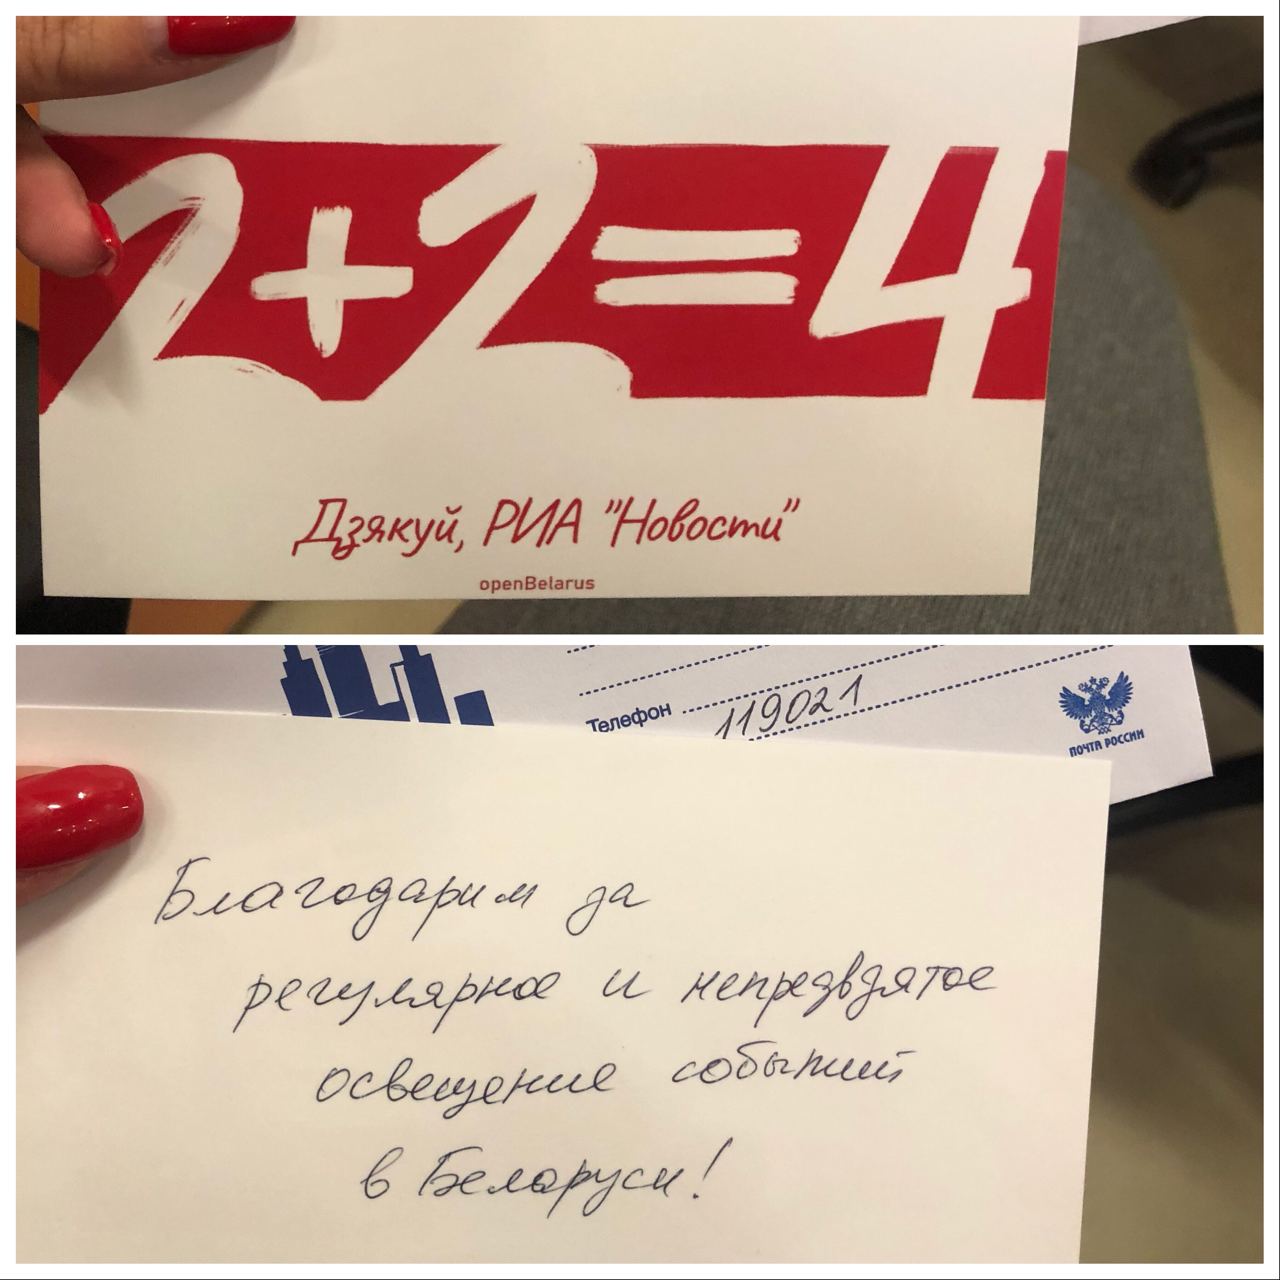 2+2=4
Дзякуй, РИА "Новости"
openBelarus
Телефон 119021
ПОЧТА РОССИИ
Благодарим за
регулярное и непредвзятое
освещение событий
в Беларуси!